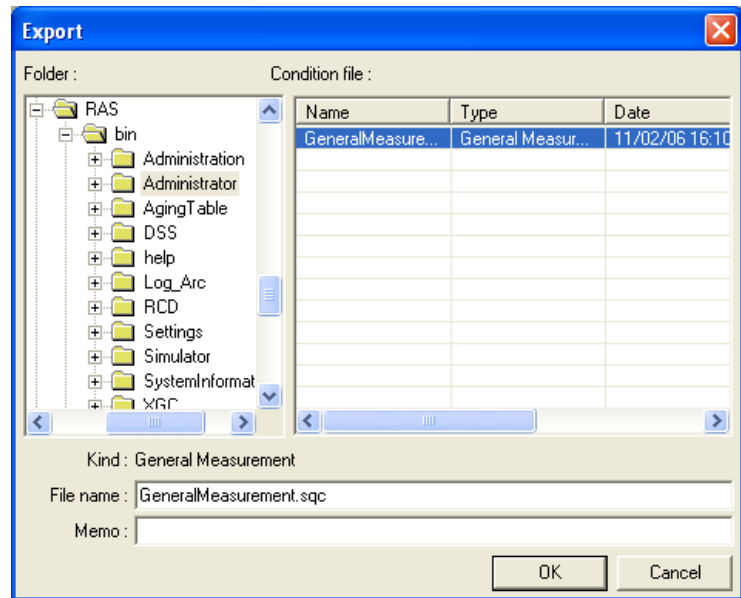 Export
Folder :
Condition file :
RAS
bin
Administration
Administrator
AgingTable
DSS
help
Log_Arc
RCD
Settings
Simulator
SystemInformat
XGC
Name Type Date
GeneralMeasure... General Measur... 11/02/06 16:10
Kind : General Measurement
File name : GeneralMeasurement.sqc
Memo :
OK Cancel